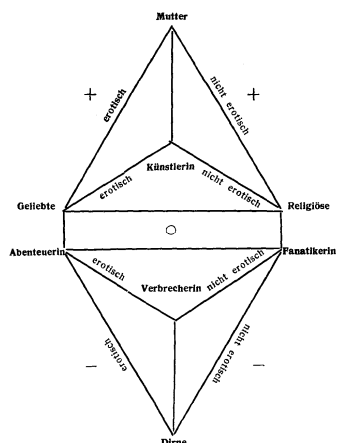 Mutter
+
+
erotisch
nicht erotisch
Künstlerin
erotisch
nicht erotisch
Geliebte
Religiöse
Abenteuerin
Fanatikerin
erotisch
nicht erotisch
Verbrecherin
erotisch
nicht erotisch
—
—
Dirne